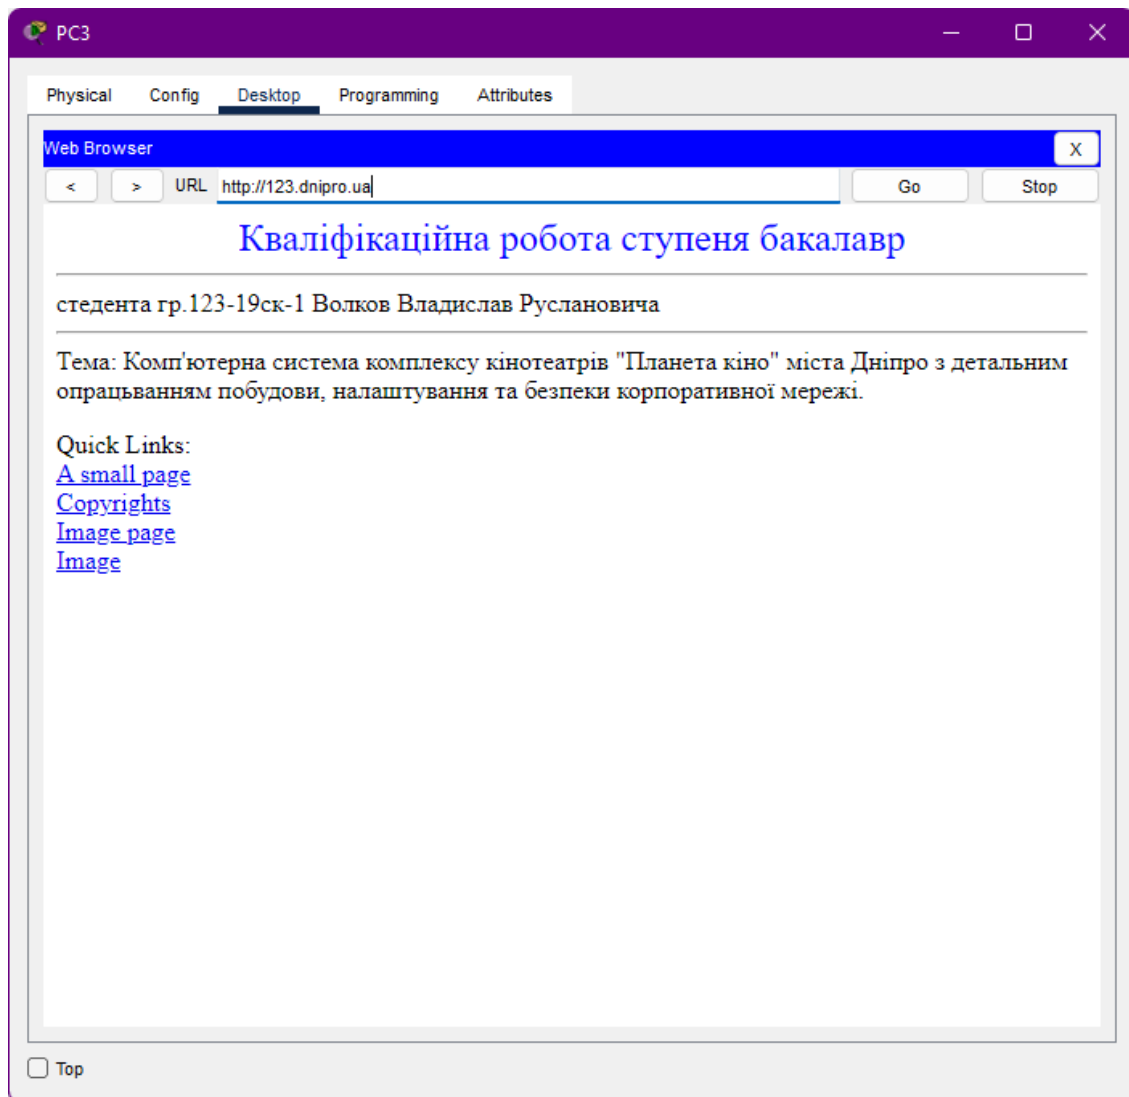 PC3
Physical Config Desktop Programming Attributes
Web Browser X
< > URL http://123.dnipro.ua Go Stop
Кваліфікаційна робота ступеня бакалавр
стедента гр.123-19ск-1 Волков Владислав Руслановича
Тема: Комп'ютерна система комплексу кінотеатрів "Планета кіно" міста Дніпро з детальним
опрацьванням побудови, налаштування та безпеки корпоративної мережі.
Quick Links:
A small page
Copyrights
Image page
Image
Top